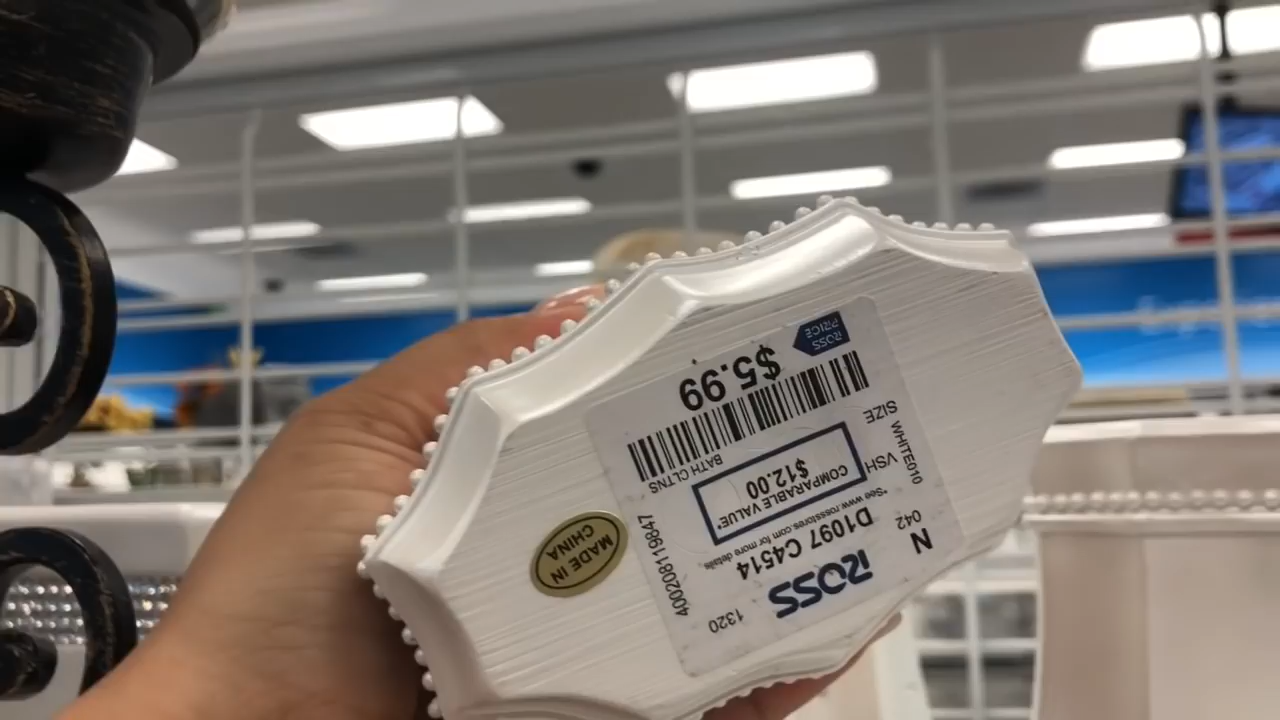 ROSS
1320
D1097 C4514
N
042
*See www.rossstores.com for more details
COMPARABLE VALUE*
$12.00
VSH
WHITE010
SIZE
400208119847
BATH CLTNS
$5.99
ROSS
PRICE
MADE IN
CHINA